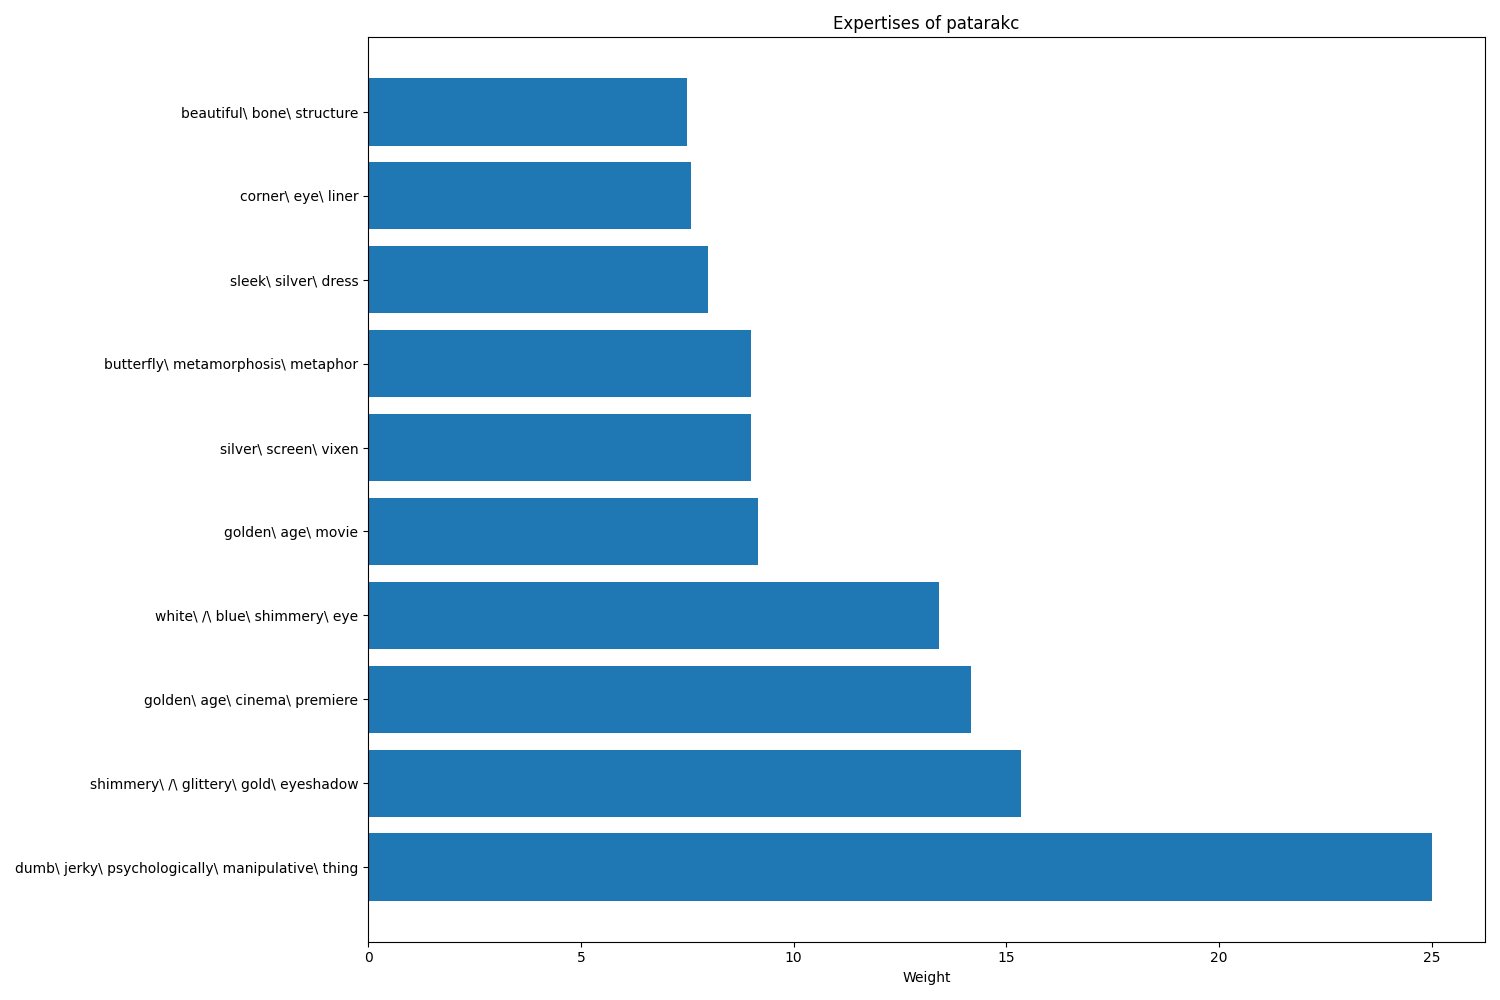 Expertises of patarakc
beautiful\ bone\ structure
corner\ eye\ liner
sleek\ silver\ dress
butterfly\ metamorphosis\ metaphor
silver\ screen\ vixen
golden\ age\ movie
white\ /\ blue\ shimmery\ eye
golden\ age\ cinema\ premiere
shimmery\ /\ glittery\ gold\ eyeshadow
dumb\ jerky\ psychologically\ manipulative\ thing
0 5 10 15 20 25
Weight